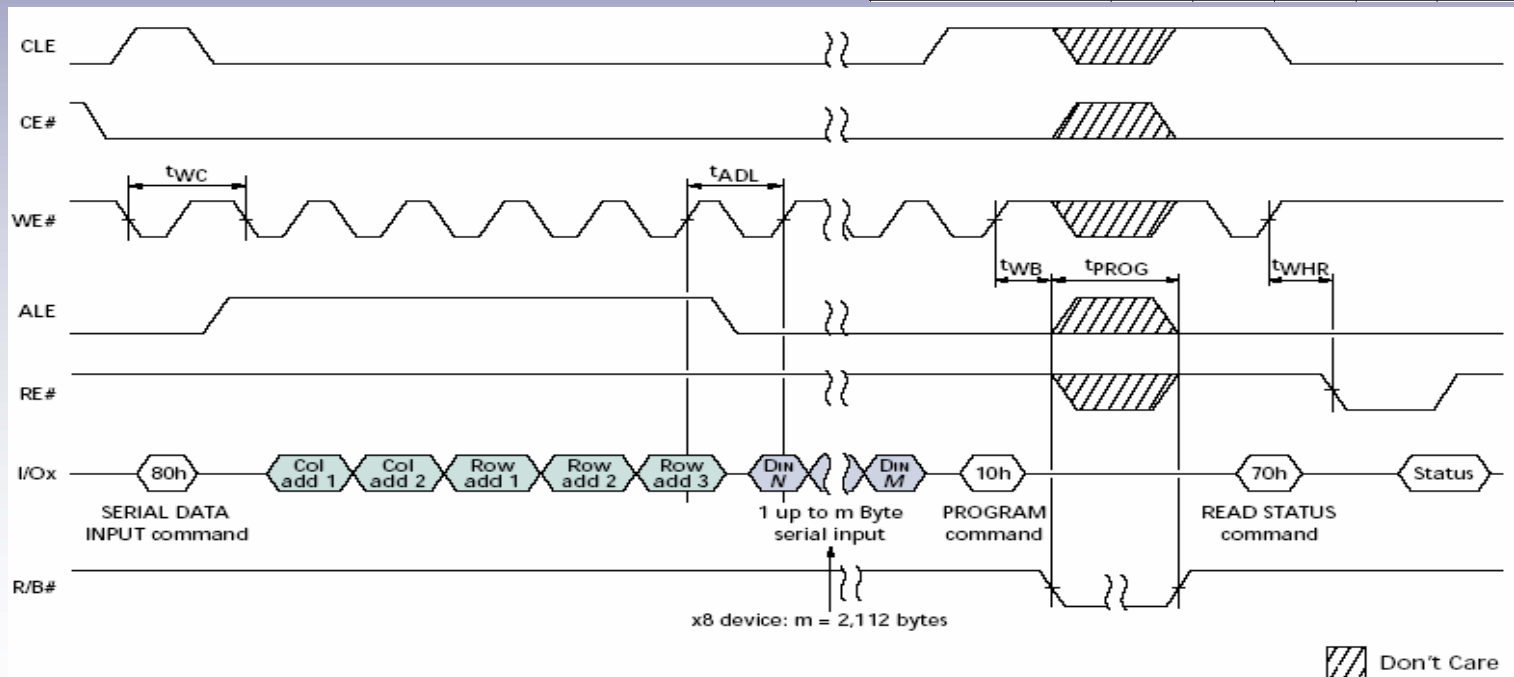 CLE
CE#
tWC
tADL
WE#
tWB
tPROG
tWHR
ALE
RE#
I/Ox
80h
Col add 1
Col add 2
Row add 1
Row add 2
Row add 3
DIN N
DIN M
10h
70h
Status
SERIAL DATA
INPUT command
1 up to m Byte
serial input
PROGRAM
command
READ STATUS
command
R/B#
x8 device: m = 2,112 bytes
Don't Care